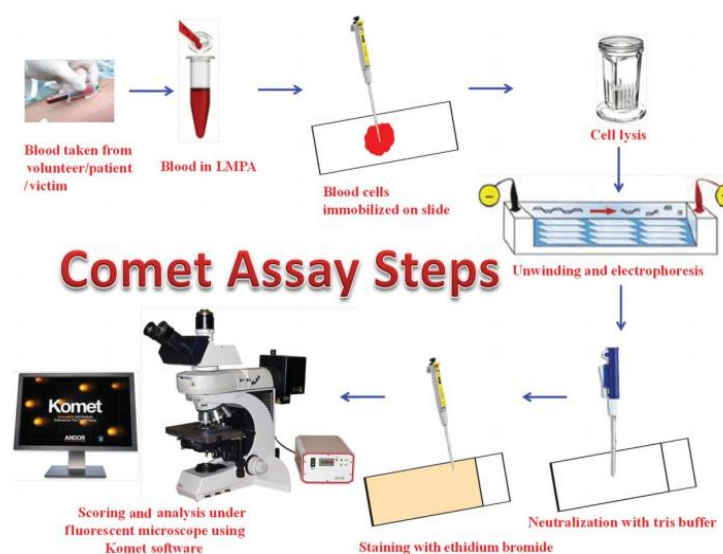 Blood taken from
volunteer/patient
/victim
Blood in LMPA
Blood cells
immobilized on slide
Cell lysis
Unwinding and electrophoresis
Comet Assay Steps
Neutralization with tris buffer
Staining with ethidium bromide
Scoring and analysis under
fluorescent microscope using
Komet software
Komet
ANDOR